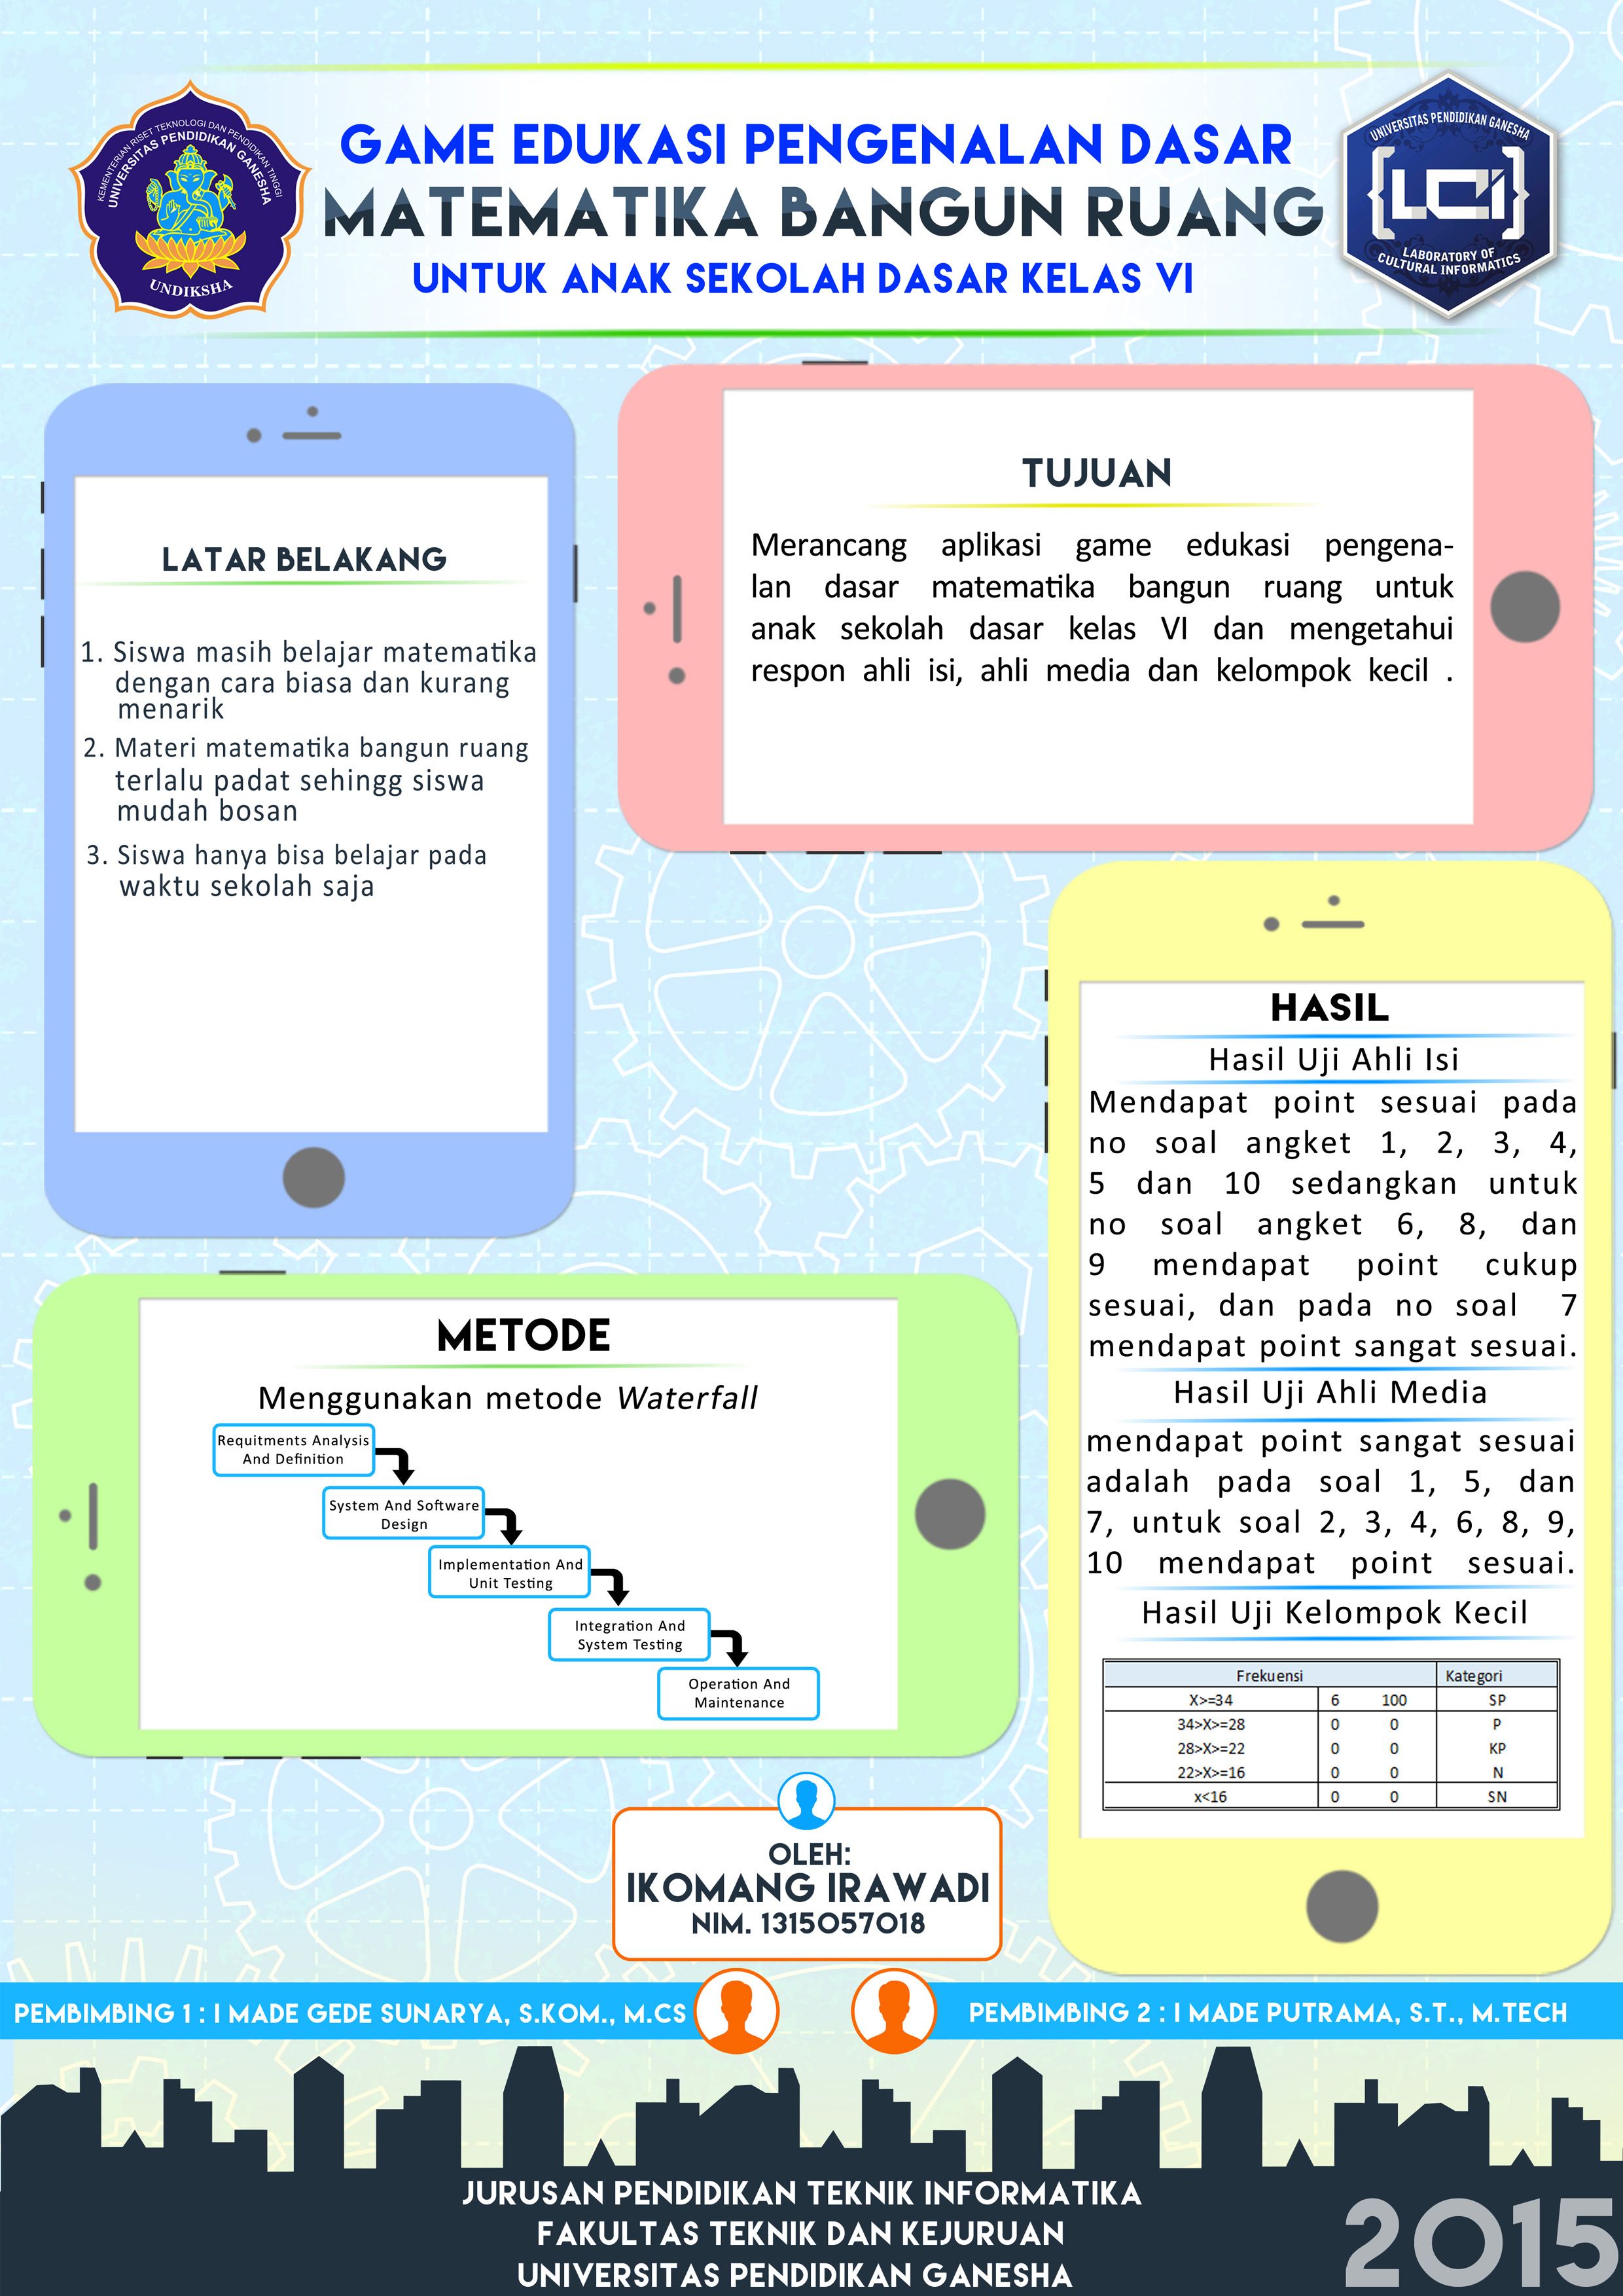 KEMENTERIAN RISET TEKNOLOGI DAN PENDIDIKAN TINGGI
UNIVERSITAS PENDIDIKAN GANESHA
UNDIKSHA
GAME EDUKASI PENGENALAN DASAR
MATEMATIKA BANGUN RUANG
UNTUK ANAK SEKOLAH DASAR KELAS VI
UNIVERSITAS PENDIDIKAN GANESHA
{LCi}
LABORATORY OF
CULTURAL INFORMATICS
LATAR BELAKANG
1. Siswa masih belajar matematika
dengan cara biasa dan kurang
menarik
2. Materi matematika bangun ruang
terlalu padat sehingg siswa
mudah bosan
3. Siswa hanya bisa belajar pada
waktu sekolah saja
TUJUAN
Merancang aplikasi game edukasi pengena-
lan dasar matematika bangun ruang untuk
anak sekolah dasar kelas VI dan mengetahui
respon ahli isi, ahli media dan kelompok kecil .
METODE
Menggunakan metode Waterfall
Requitments Analysis
And Definition
System And Software
Design
Implementation And
Unit Testing
Integration And
System Testing
Operation And
Maintenance
HASIL
Hasil Uji Ahli Isi
Mendapat point sesuai pada
no soal angket 1, 2, 3, 4,
5 dan 10 sedangkan untuk
no soal angket 6, 8, dan
9 mendapat point cukup
sesuai, dan pada no soal 7
mendapat point sangat sesuai.
Hasil Uji Ahli Media
mendapat point sangat sesuai
adalah pada soal 1, 5, dan
7, untuk soal 2, 3, 4, 6, 8, 9,
10 mendapat point sesuai.
Hasil Uji Kelompok Kecil
Frekuensi Kategori
X>=34 6 100 SP
34>X>=28 0 0 P
28>X>=22 0 0 KP
22>X>=16 0 0 N
x<16 0 0 SN
OLEH:
IKOMANG IRAWADI
NIM. 1315057018
PEMBIMBING 1 : I MADE GEDE SUNARYA, S.KOM., M.CS
PEMBIMBING 2 : I MADE PUTRAMA, S.T., M.TECH
JURUSAN PENDIDIKAN TEKNIK INFORMATIKA
FAKULTAS TEKNIK DAN KEJURUAN
UNIVERSITAS PENDIDIKAN GANESHA
2015